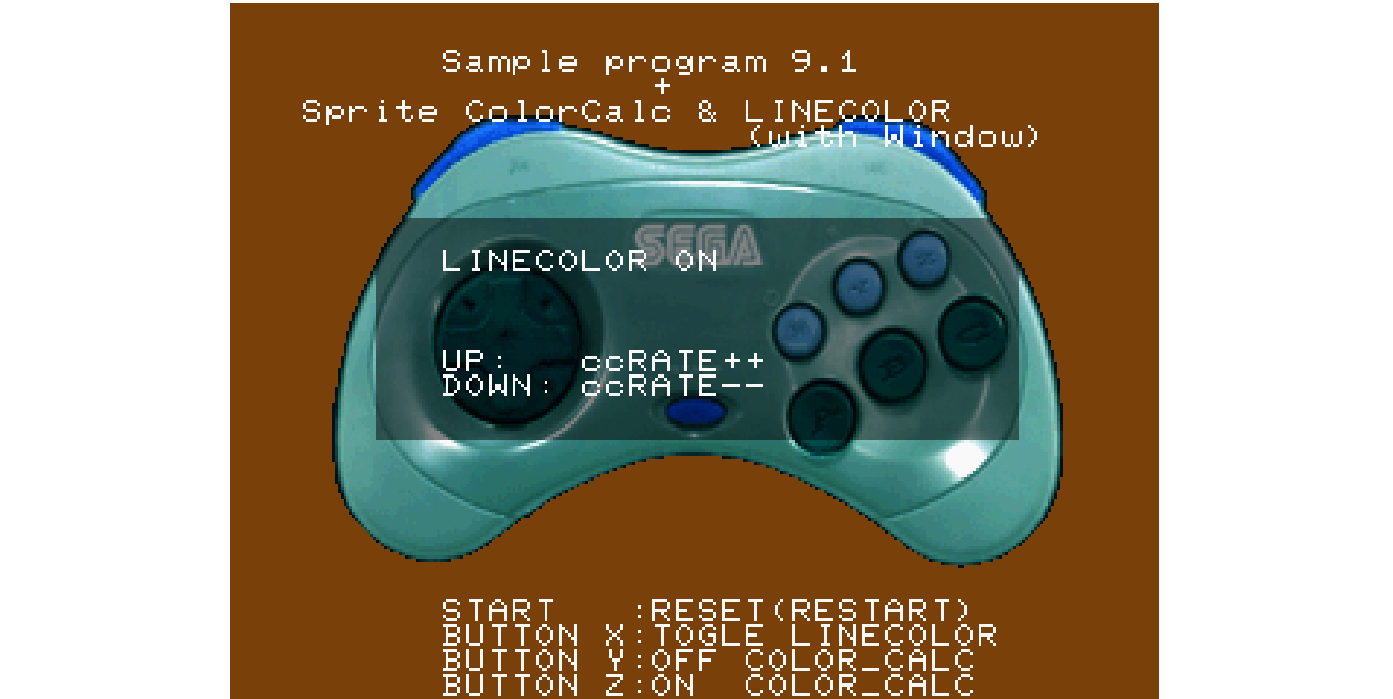 Sample program 9.1
+
Sprite ColorCalc & LINECOLOR
(with Window)
SEGA
LINECOLOR ON
UP:   ccRATE++
DOWN: ccRATE--
START   :RESET(RESTART)
BUTTON X:TOGLE LINECOLOR
BUTTON Y:OFF COLOR_CALC
BUTTON Z:ON  COLOR_CALC